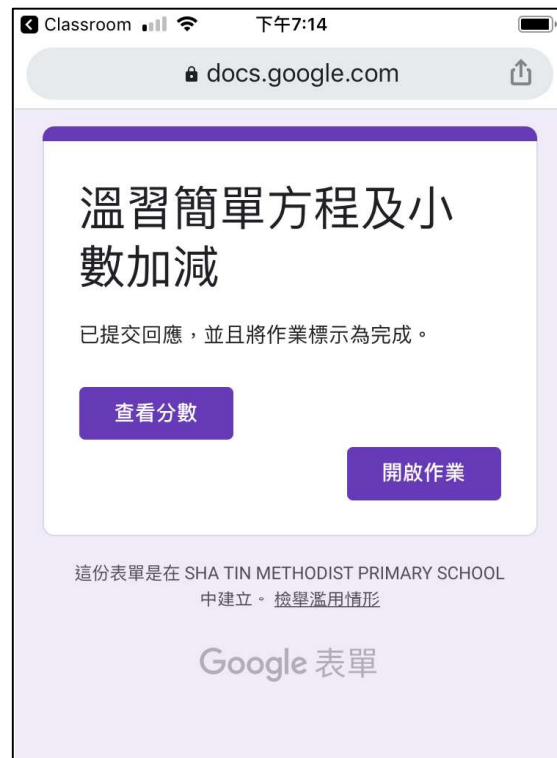 Classroom 下午7:14
docs.google.com
溫習簡單方程及小
數加減
已提交回應，並且將作業標示為完成。
查看分數
開啟作業
這份表單是在 SHA TIN METHODIST PRIMARY SCHOOL
中建立。 檢舉濫用情形
Google 表單